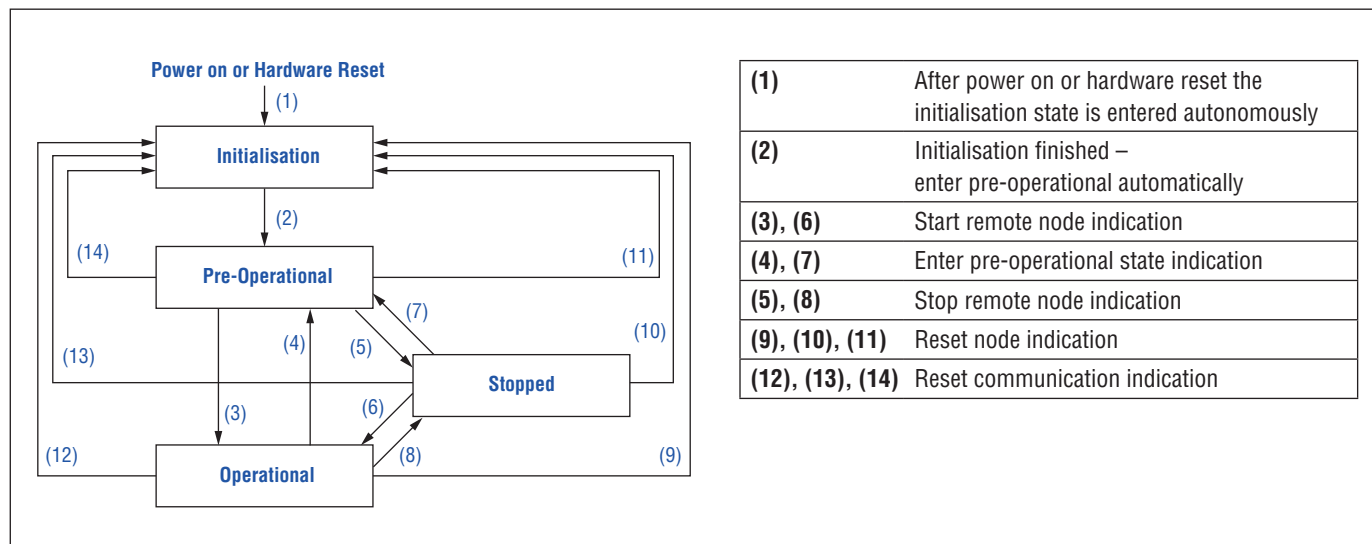 Power on or Hardware Reset
(1)
Initialisation
(2)
(14)
Pre-Operational
(11)
(7)
(10)
(13)
(4)
(5)
Stopped
(3)
(6)
(12)
Operational
(8)
(9)
(1) After power on or hardware reset the
initialisation state is entered autonomously
(2) Initialisation finished –
enter pre-operational automatically
(3), (6) Start remote node indication
(4), (7) Enter pre-operational state indication
(5), (8) Stop remote node indication
(9), (10), (11) Reset node indication
(12), (13), (14) Reset communication indication